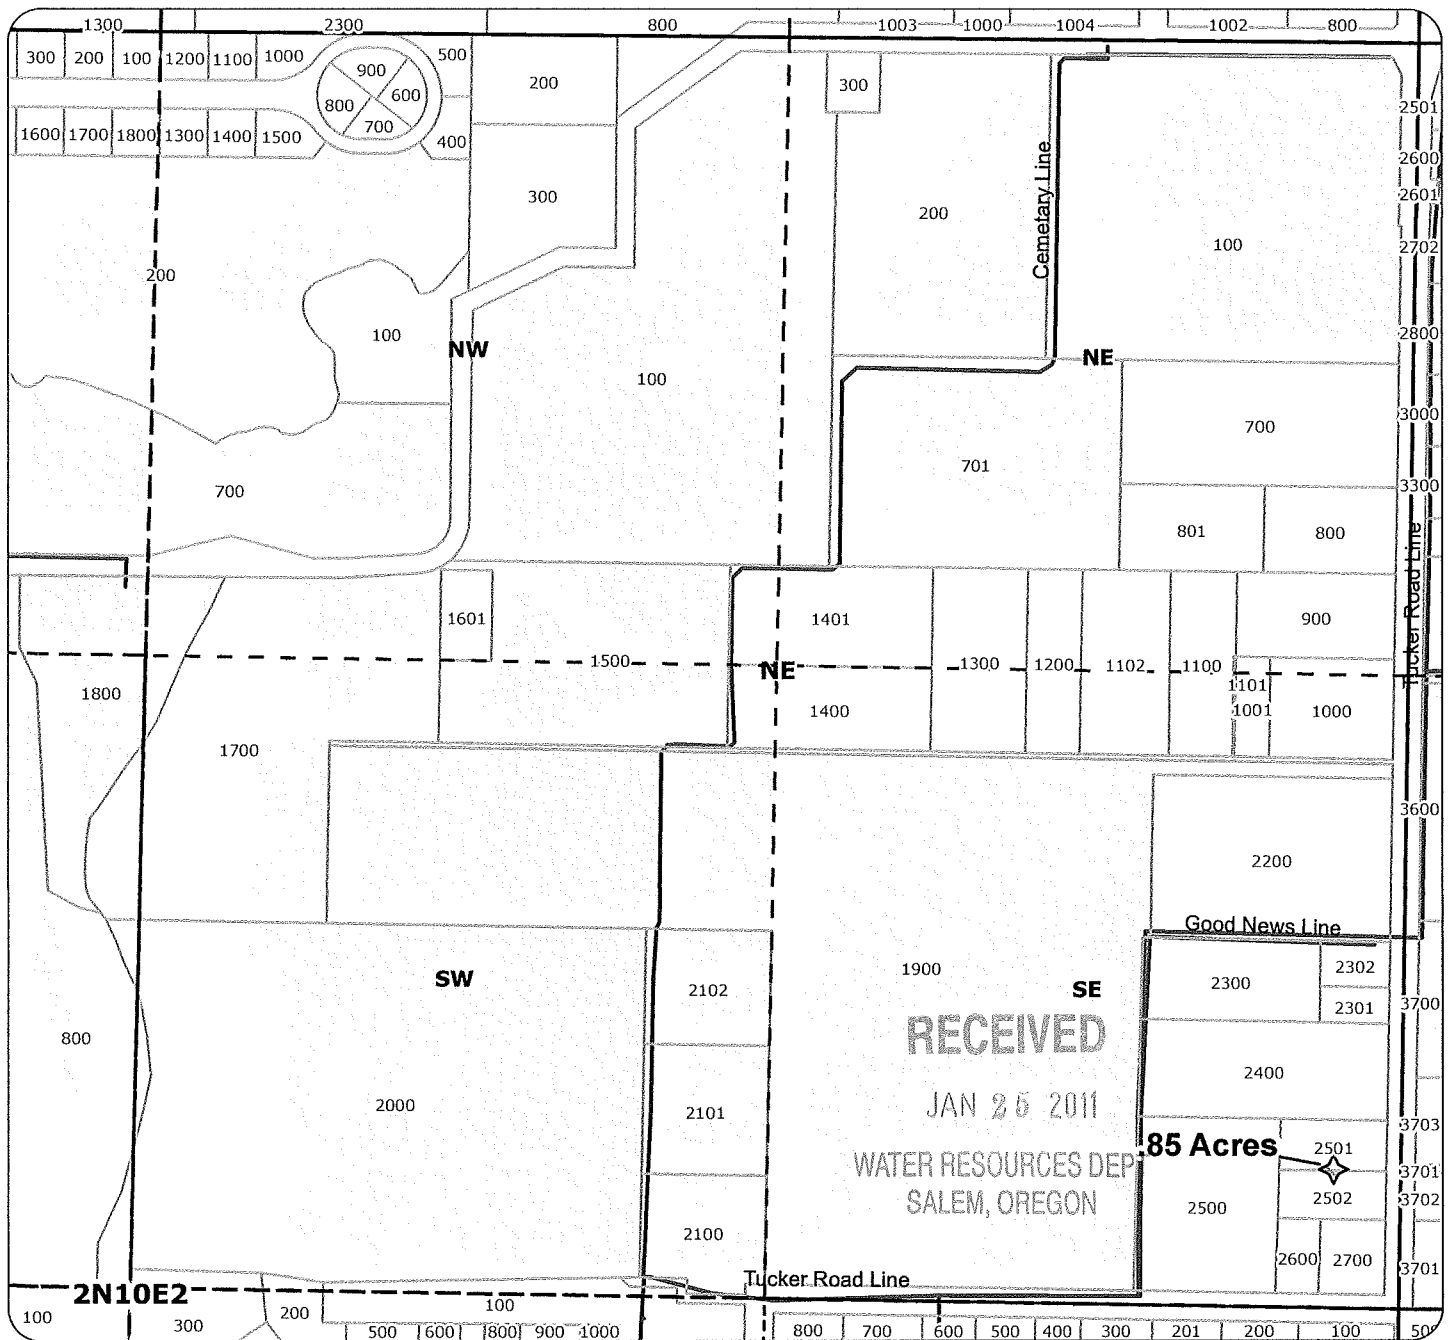 1300 2300 800 1003 1000 1004 1002 800
300 200 100 1200 1100 1000 500
900 600 800 700
200 300
1600 1700 1800 1300 1400 1500 400
2501
2600
2601
2702
2800
3000
3300
300
200
Cemetary Line
100
200
100
NW
100
NE
700
701
700
801 800
Tucker Road Line
1601
1500
1401
NE
1400
1300 1200 1102 1100
900
1101
1001 1000
1800
1700
3600
2200
Good News Line
1900
SW
SE
2102
2300
2302
2301
3700
800
RECEIVED
JAN 25 2011
WATER RESOURCES DEP
SALEM, OREGON
2400
2000
2101
3703
.85 Acres
2501
3701
2502
3702
2500
2100
2600 2700
3701
Tucker Road Line
2N10E2
100 300 200 100
500 600 800 900 1000
800 700 600 500 400 300 201 200 100